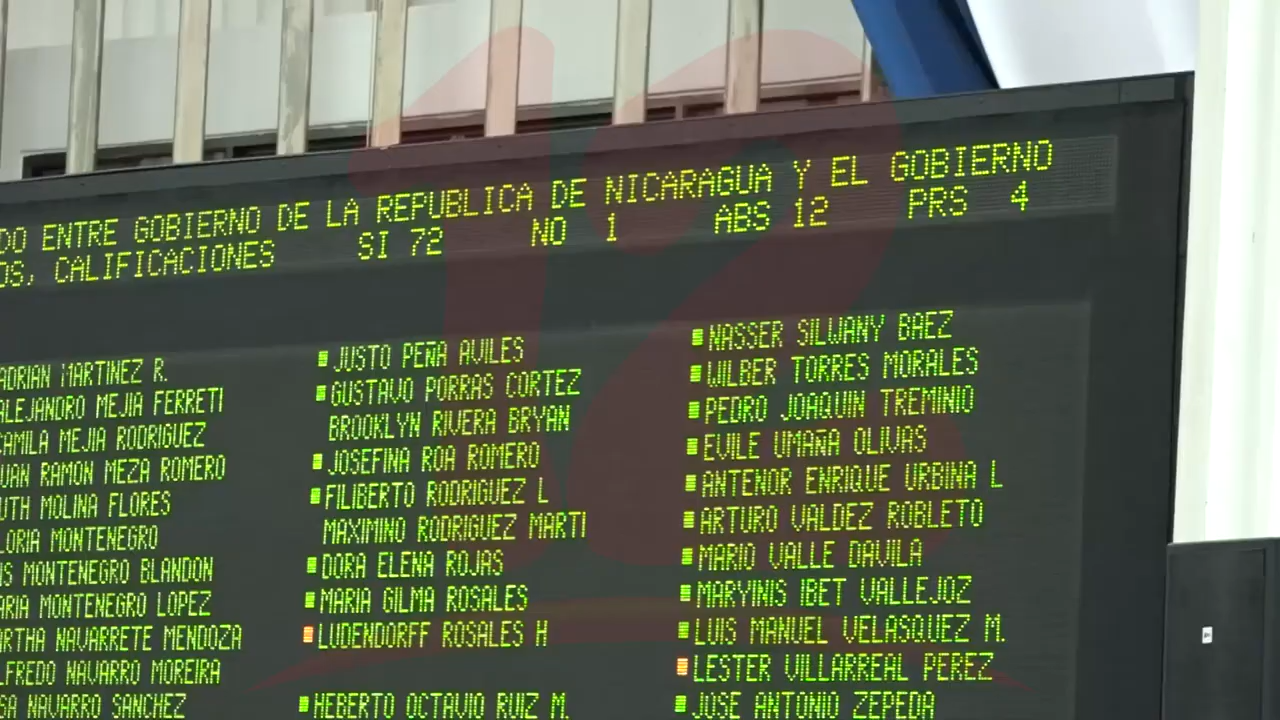 DO ENTRE GOBIERNO DE LA REPUBLICA DE NICARAGUA Y EL GOBIERNO
OS, CALIFICACIONES SI 72 NO 1 ABS 12 PRS 4
ADRIAN MARTINEZ R.
ALEJANDRO MEJIA FERRETI
CAMILA MEJIA RODRIGUEZ
UAN RAMON MEZA ROMERO
UTH MOLINA FLORES
LORIA MONTENEGRO
IS MONTENEGRO BLANDON
ARIA MONTENEGRO LOPEZ
ARTHA NAVARRETE MENDOZA
LFREDO NAVARRO MOREIRA
SA NAVARRO SANCHEZ
JUSTO PEÑA AVILES
GUSTAVO PORRAS CORTEZ
BROOKLYN RIVERA BRYAN
JOSEFINA ROA ROMERO
FILIBERTO RODRIGUEZ L
MAXIMINO RODRIGUEZ MARTI
DORA ELENA ROJAS
MARIA GILMA ROSALES
LUDENDORFF ROSALES H
HEBERTO OCTAVIO RUIZ M.
NASSER SILWANY BAEZ
WILBER TORRES MORALES
PEDRO JOAQUIN TREMINIO
EVILE UMAÑA OLIVAS
ANTENOR ENRIQUE URBINA L
ARTURO VALDEZ ROBLETO
MARIO VALLE DAVILA
MARYINIS IBET VALLEJOZ
LUIS MANUEL VELASQUEZ M.
LESTER VILLARREAL PEREZ
JOSE ANTONIO ZEPEDA
12